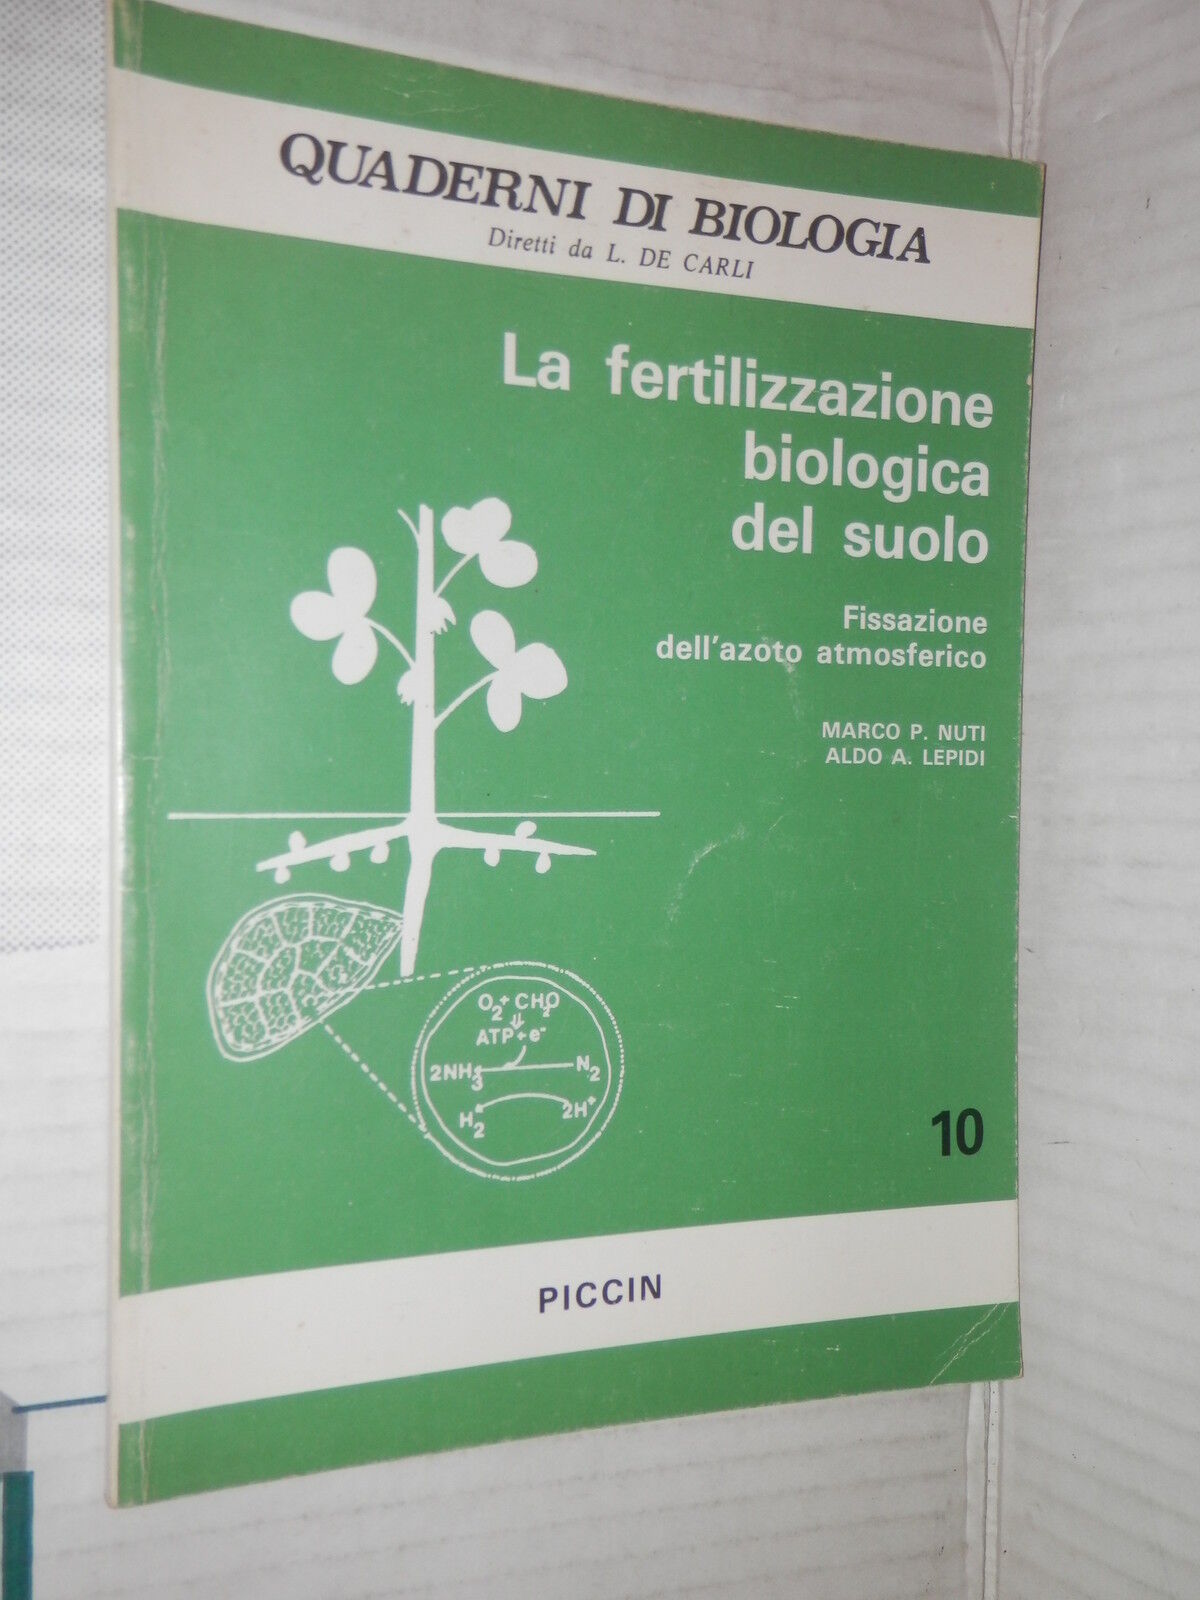 QUADERNI DI BIOLOGIA
Diretti da L. DE CARLI
La fertilizzazione
biologica
del suolo
Fissazione
dell'azoto atmosferico
MARCO P. NUTI
ALDO A. LEPIDI
O2+ CH2O
⇓
ATP+e-
2NH3 N2
H2 2H+
10
PICCIN